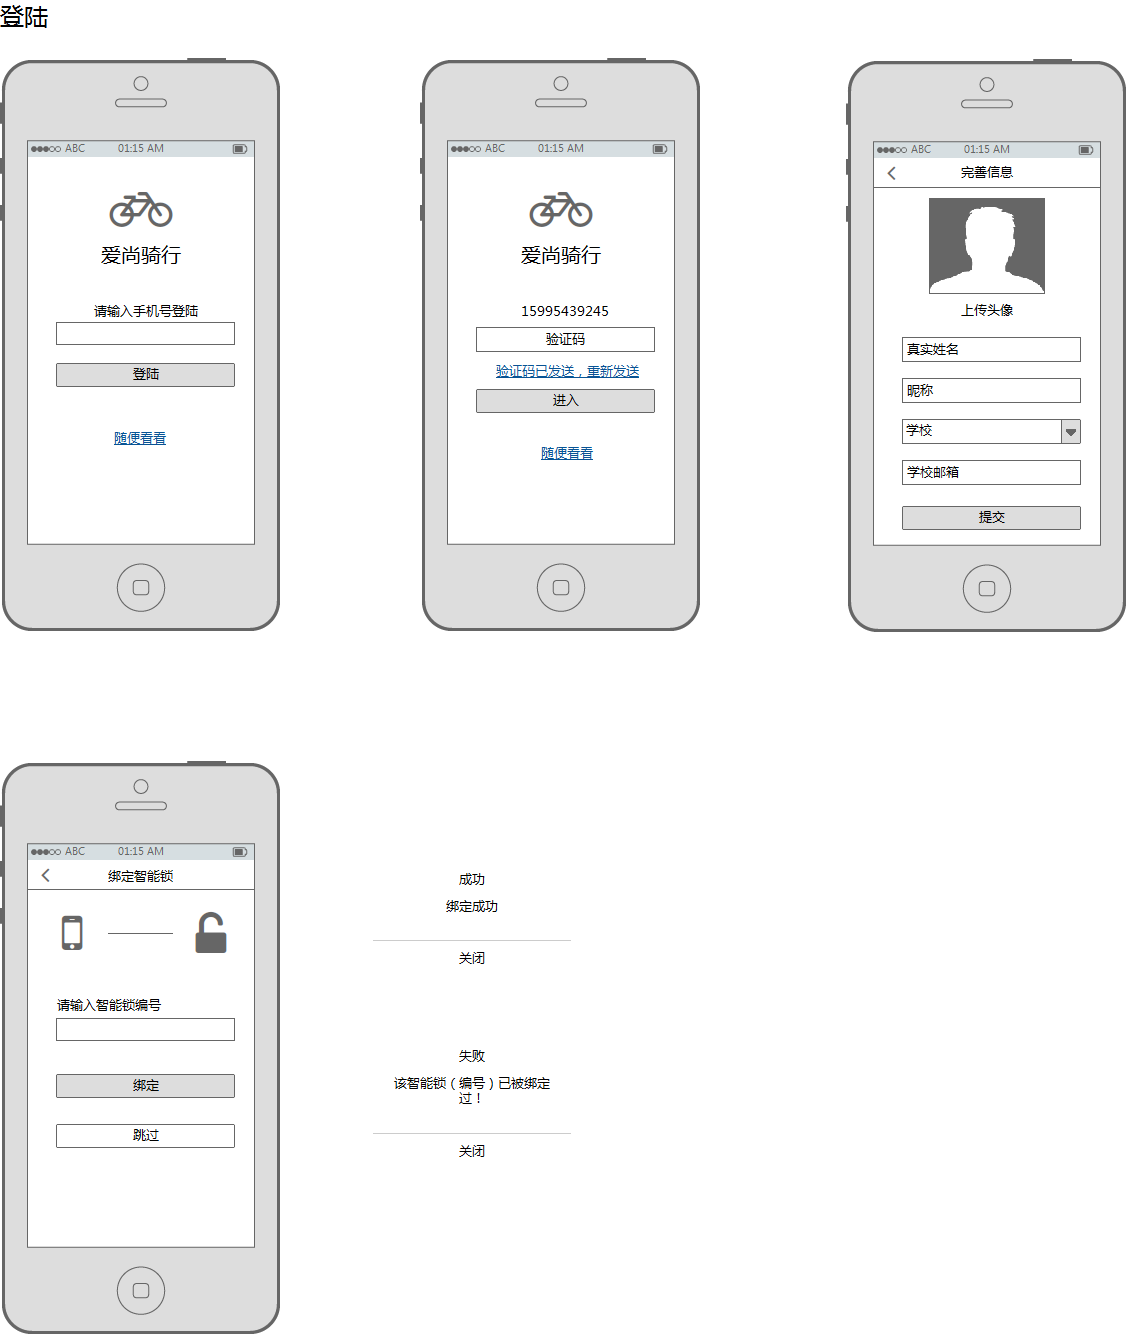 登陆
ABC 01:15 AM
爱尚骑行
请输入手机号登陆
登陆
随便看看
ABC 01:15 AM
爱尚骑行
15995439245
验证码
验证码已发送，重新发送
进入
随便看看
ABC 01:15 AM
完善信息
上传头像
真实姓名
昵称
学校
学校邮箱
提交
ABC 01:15 AM
绑定智能锁
请输入智能锁编号
绑定
跳过
成功
绑定成功
关闭
失败
该智能锁（编号）已被绑定
过！
关闭